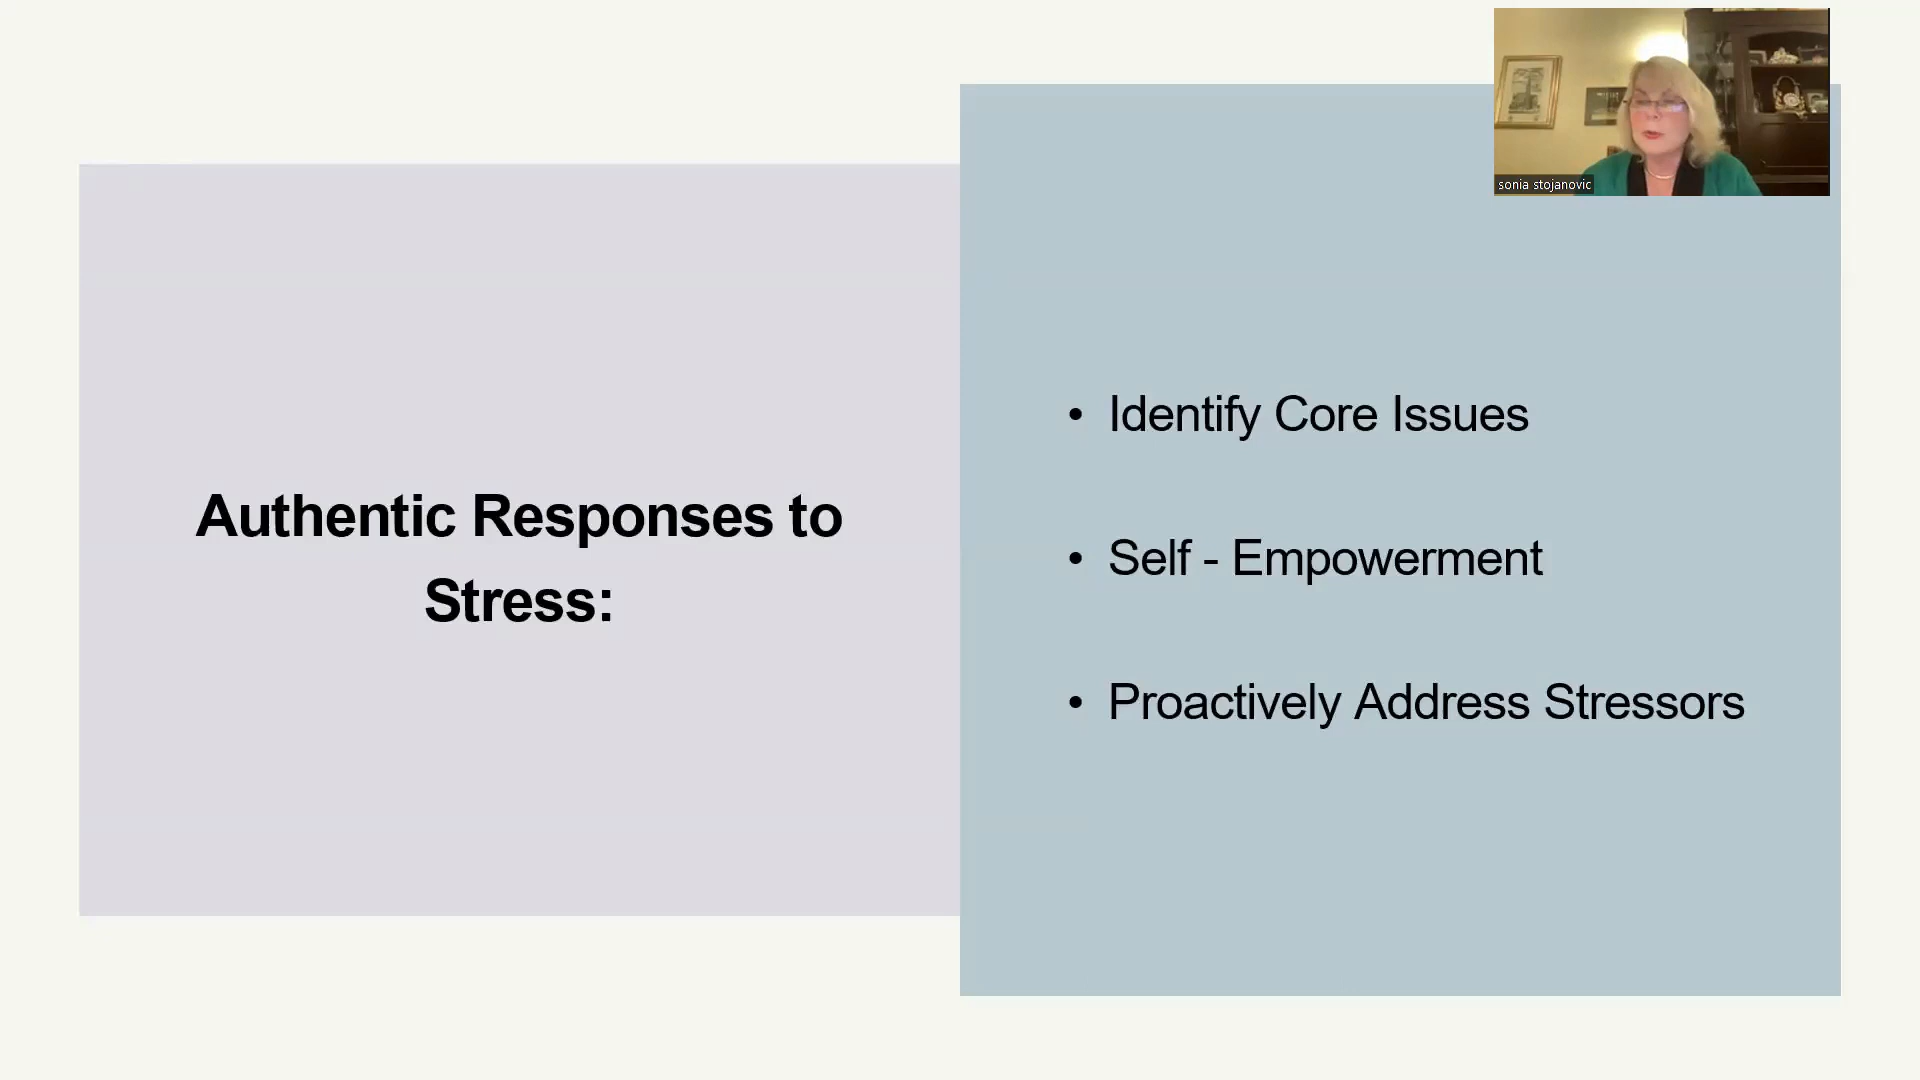 sonia stojanovic
Authentic Responses to
Stress:
• Identify Core Issues
• Self - Empowerment
• Proactively Address Stressors